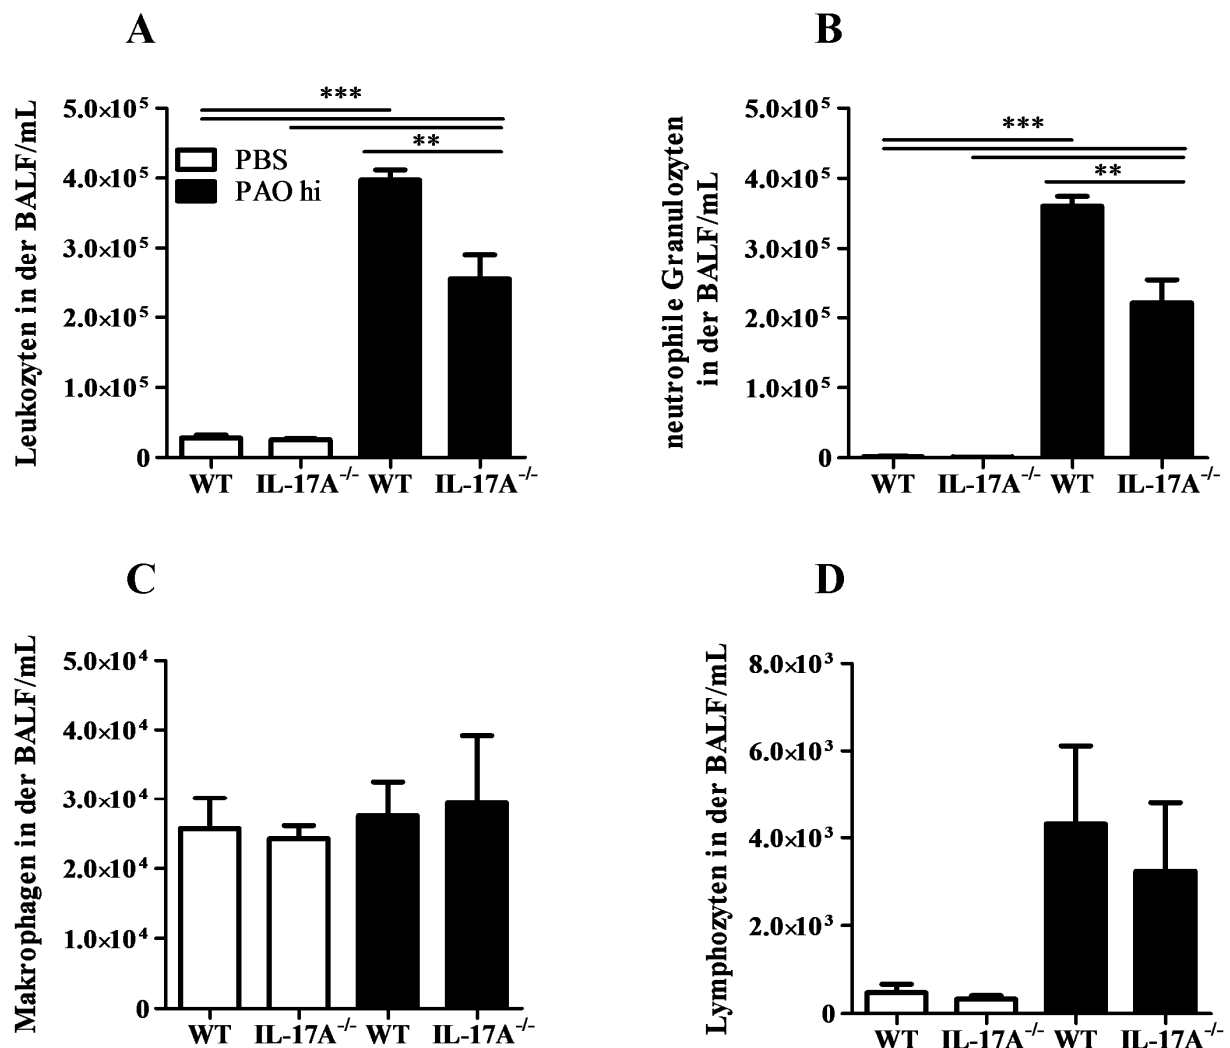 A
Leukozyten in der BALF/mL
5.0×10⁵
4.0×10⁵
3.0×10⁵
2.0×10⁵
1.0×10⁵
0
***
**
PBS
PAO hi
WT IL-17A⁻/⁻ WT IL-17A⁻/⁻
B
neutrophile Granulozyten
in der BALF/mL
5.0×10⁵
4.0×10⁵
3.0×10⁵
2.0×10⁵
1.0×10⁵
0
***
**
WT IL-17A⁻/⁻ WT IL-17A⁻/⁻
C
Makrophagen in der BALF/mL
5.0×10⁴
4.0×10⁴
3.0×10⁴
2.0×10⁴
1.0×10⁴
0
WT IL-17A⁻/⁻ WT IL-17A⁻/⁻
D
Lymphozyten in der BALF/mL
8.0×10³
6.0×10³
4.0×10³
2.0×10³
0
WT IL-17A⁻/⁻ WT IL-17A⁻/⁻